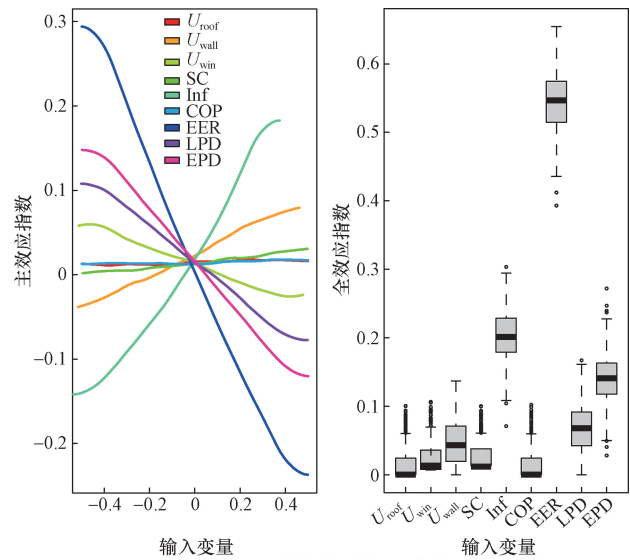 主效应指数
0.3
0.2
0.1
0
−0.1
−0.2
U_roof
U_wall
U_win
SC
Inf
COP
EER
LPD
EPD
−0.4 −0.2 0 0.2 0.4
输入变量
全效应指数
0.6
0.5
0.4
0.3
0.2
0.1
0
U_roof U_win U_wall SC Inf COP EER LPD EPD
输入变量